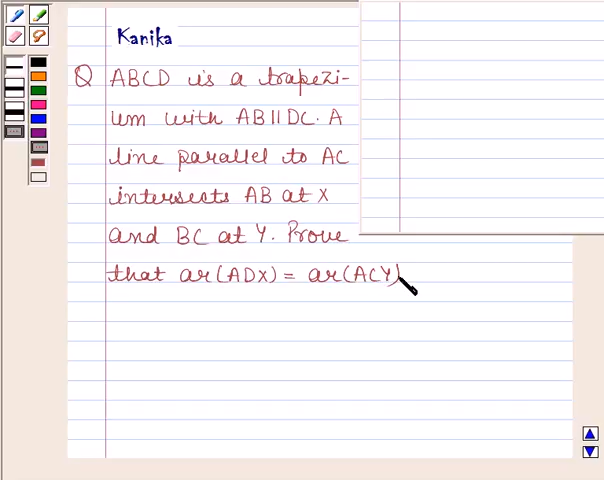 Kanika
Q ABCD is a trapezi-
um with AB||DC. A
line parallel to AC
intersects AB at X
and BC at Y. Prove
that ar(ADX) = ar(ACY)